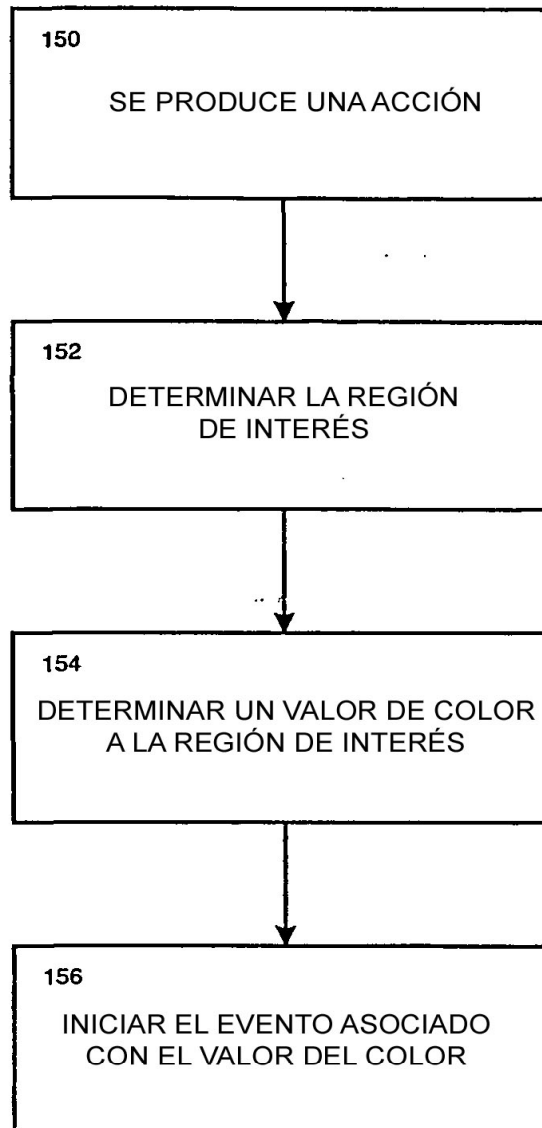 150
SE PRODUCE UNA ACCIÓN
152
DETERMINAR LA REGIÓN
DE INTERÉS
154
DETERMINAR UN VALOR DE COLOR
A LA REGIÓN DE INTERÉS
156
INICIAR EL EVENTO ASOCIADO
CON EL VALOR DEL COLOR